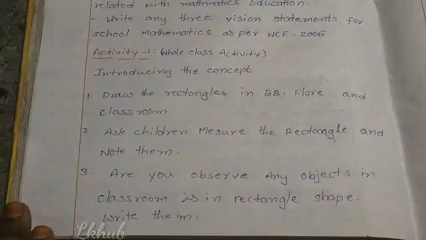 related with mathmatics Education.
- Write any three vision statements for
school Mathematics as per NCF-2005
Activity-1: (whole class Activity)
Introducing the concept
1. Draw the rectangles in BB. Flore and
classroom
2. Ask children Mesure the Rectangle and
Note them.
3. Are you observe Any objects in
classroom is in rectangle shape.
write them.
Lkhub